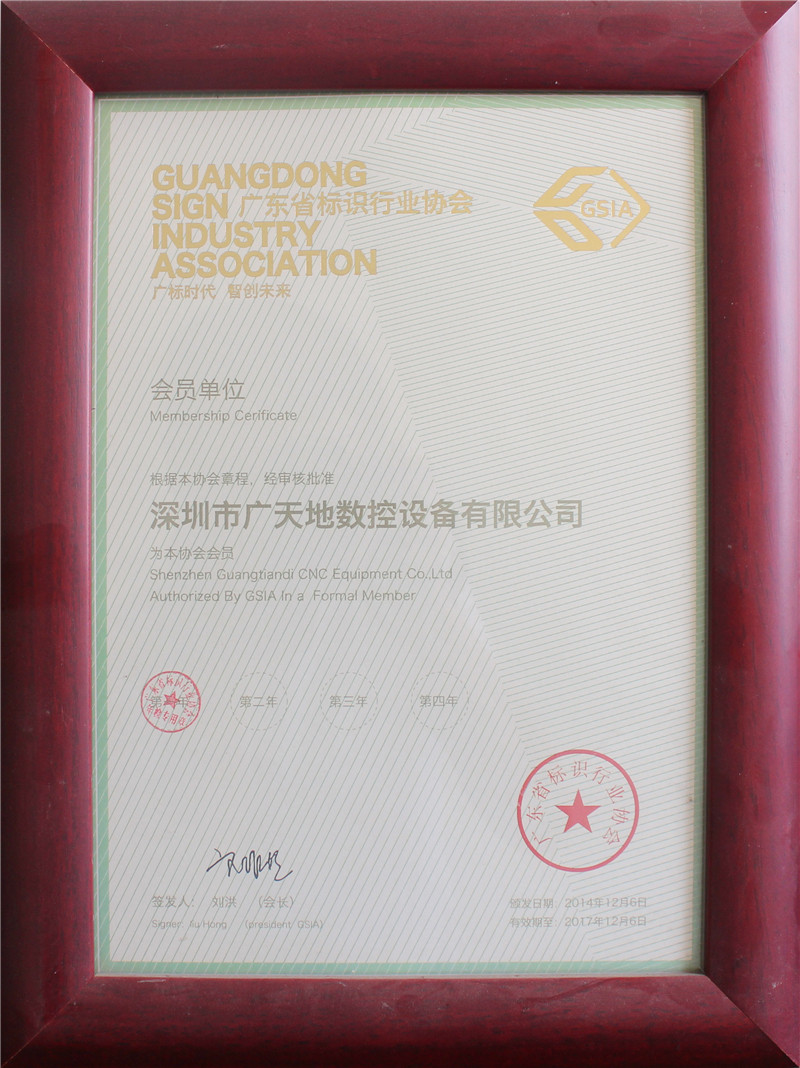 GUANGDONG
SIGN 广东省标识行业协会
INDUSTRY
ASSOCIATION
广标时代 智创未来
GSIA
会员单位
Membership Cerificate
根据本协会章程，经审核批准
深圳市广天地数控设备有限公司
为本协会会员
Shenzhen Guangtiandi CNC Equipment Co.,Ltd
Authorized By GSIA In a Formal Member
第二年 第三年 第四年
广东省标识行业协会
签发人： 刘洪 （会长）
Signer: liu Hong （president GSIA）
颁发日期：2014年12月6日
有效期至：2017年12月6日